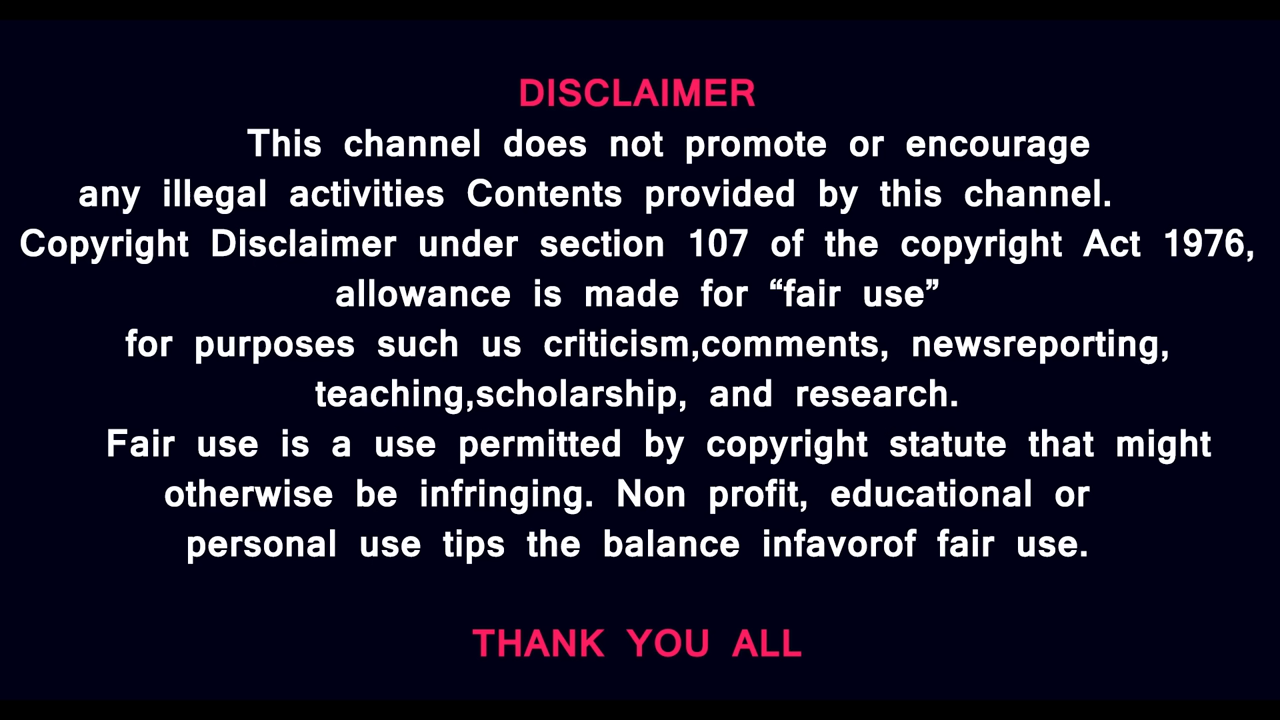 DISCLAIMER
This channel does not promote or encourage
any illegal activities Contents provided by this channel.
Copyright Disclaimer under section 107 of the copyright Act 1976,
allowance is made for “fair use”
for purposes such us criticism,comments, newsreporting,
teaching,scholarship, and research.
Fair use is a use permitted by copyright statute that might
otherwise be infringing. Non profit, educational or
personal use tips the balance infavorof fair use.
THANK YOU ALL